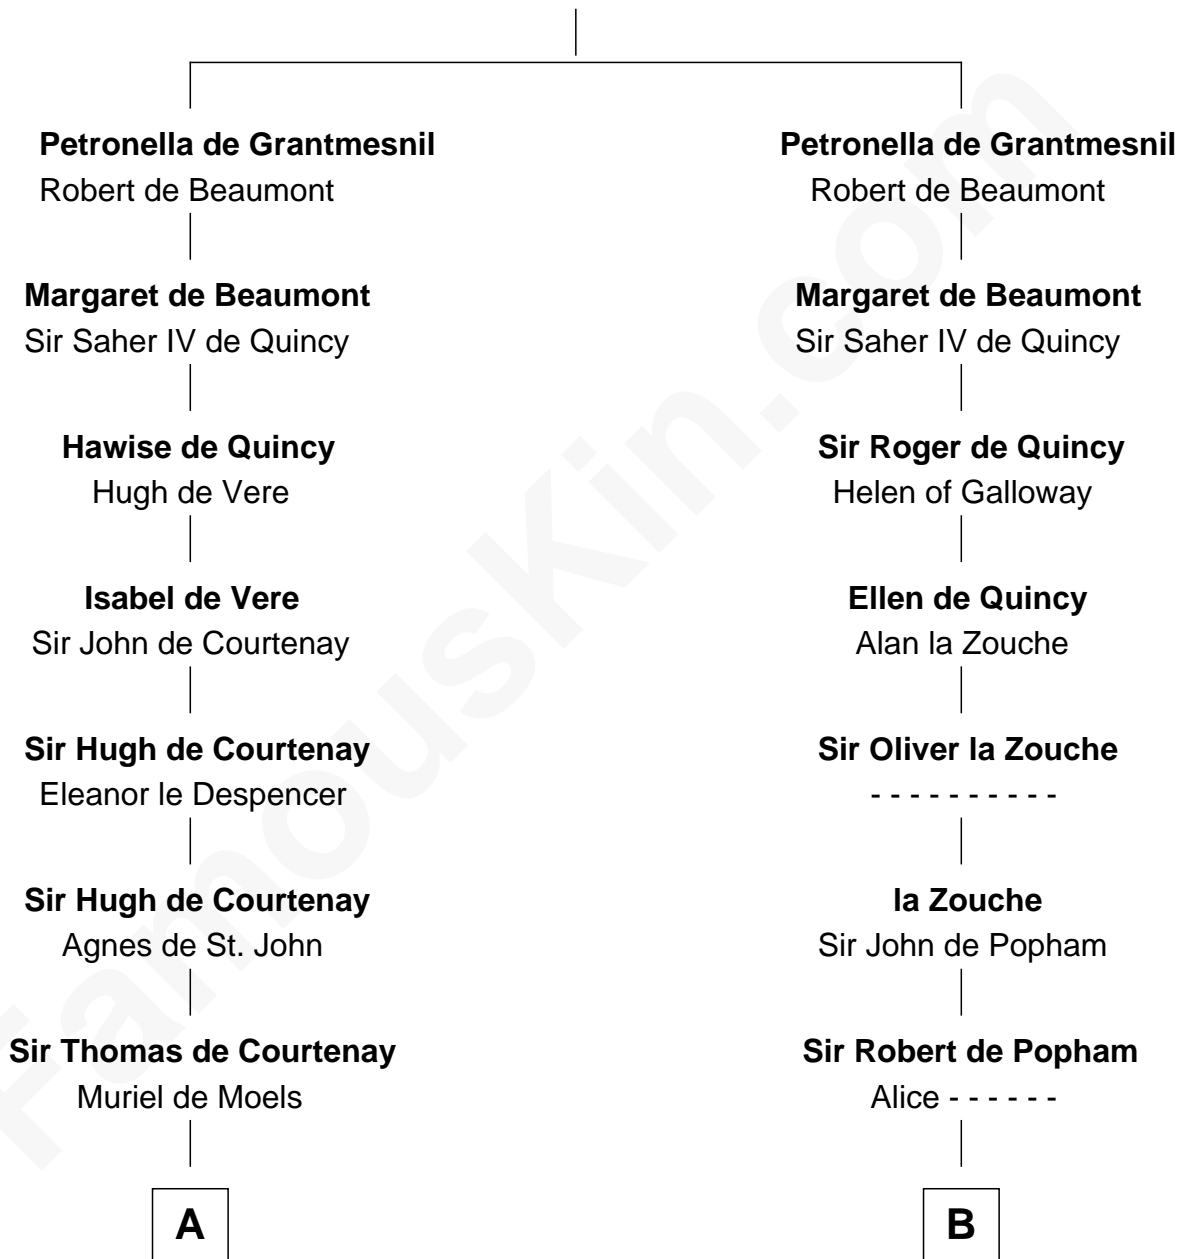 Petronella de Grantmesnil
Robert de Beaumont
Margaret de Beaumont
Sir Saher IV de Quincy
Hawise de Quincy
Hugh de Vere
Isabel de Vere
Sir John de Courtenay
Sir Hugh de Courtenay
Eleanor le Despencer
Sir Hugh de Courtenay
Agnes de St. John
Sir Thomas de Courtenay
Muriel de Moels
A
Petronella de Grantmesnil
Robert de Beaumont
Margaret de Beaumont
Sir Saher IV de Quincy
Sir Roger de Quincy
Helen of Galloway
Ellen de Quincy
Alan la Zouche
Sir Oliver la Zouche
- - - - - - - - - -
la Zouche
Sir John de Popham
Sir Robert de Popham
Alice - - - - - -
B
FamousKin.com